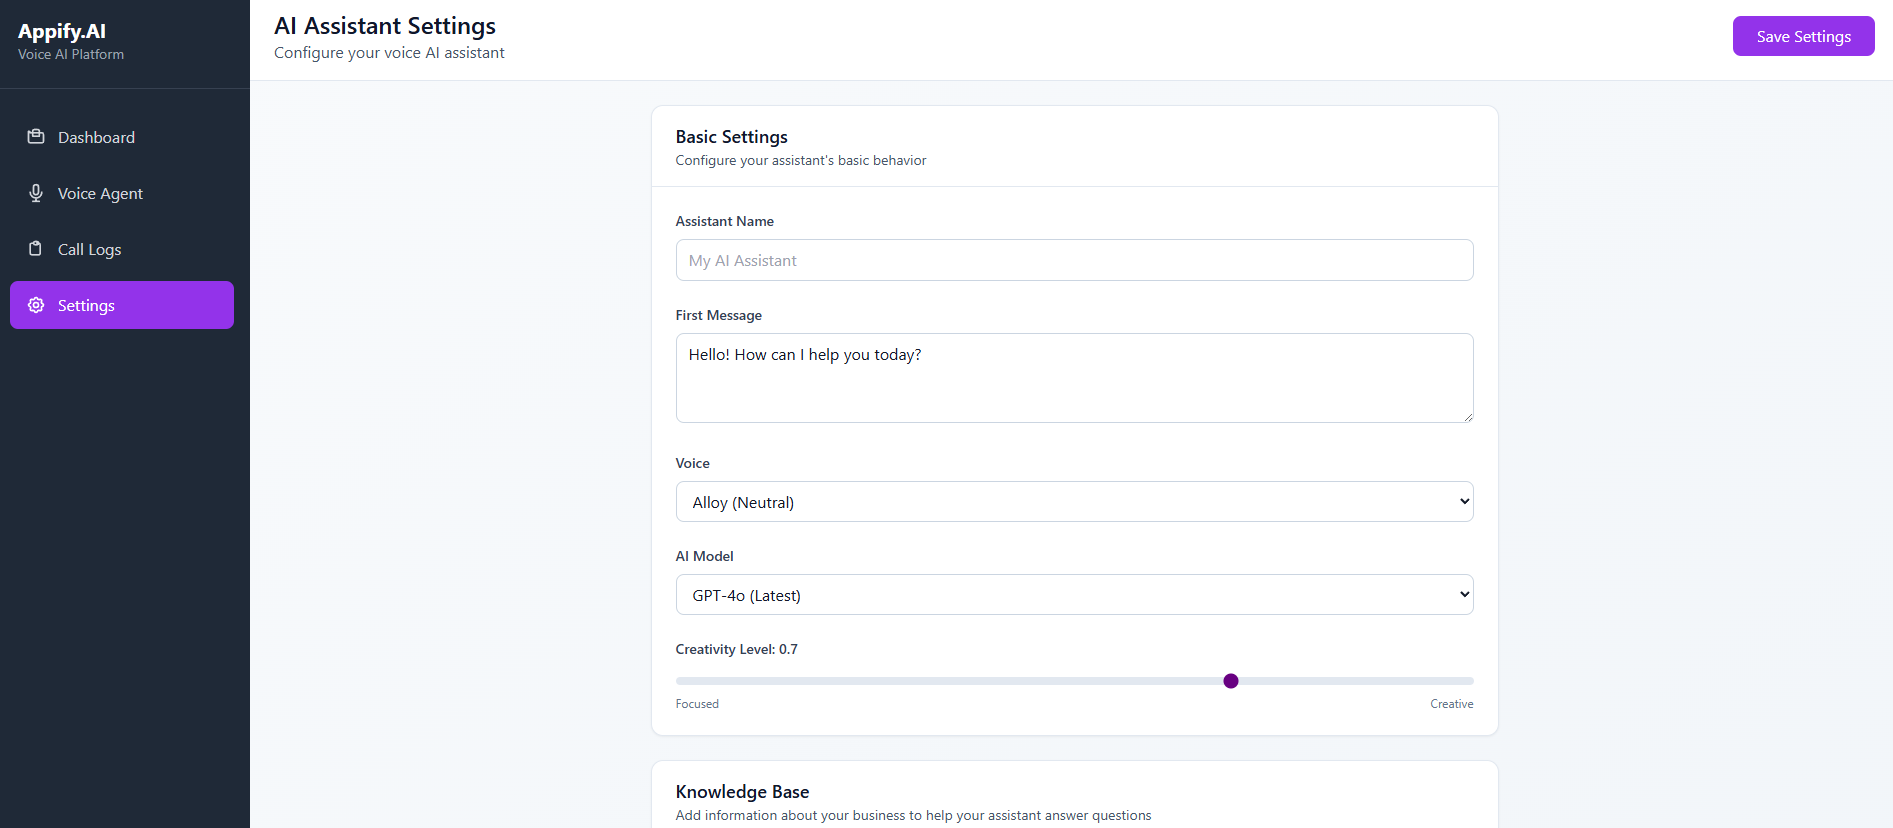 Appify.AI
Voice AI Platform
Dashboard
Voice Agent
Call Logs
Settings
AI Assistant Settings
Configure your voice AI assistant
Save Settings
Basic Settings
Configure your assistant's basic behavior
Assistant Name
My AI Assistant
First Message
Hello! How can I help you today?
Voice
Alloy (Neutral)
AI Model
GPT-4o (Latest)
Creativity Level: 0.7
Focused
Creative
Knowledge Base
Add information about your business to help your assistant answer questions